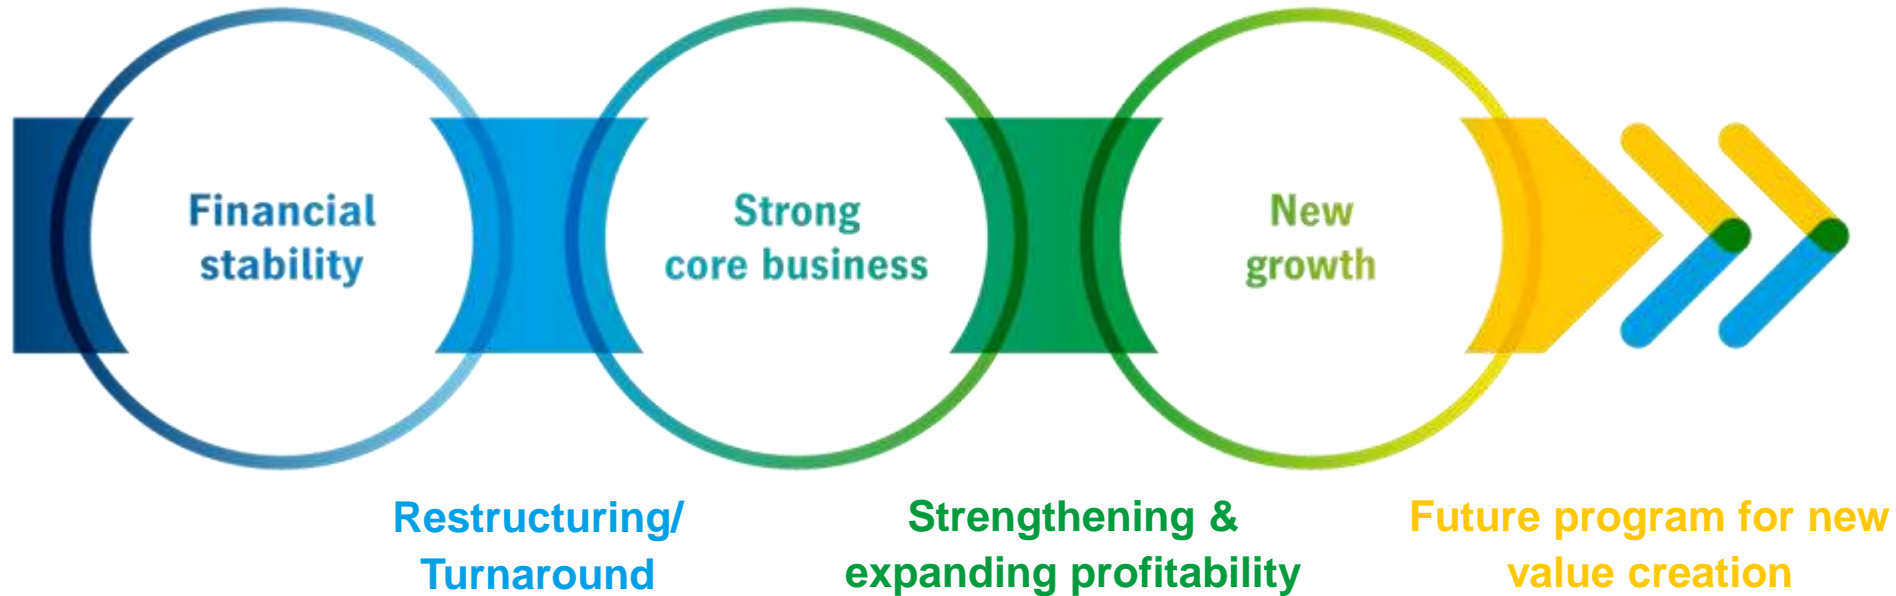 Financial
stability
Strong
core business
New
growth
Restructuring/
Turnaround
Strengthening &
expanding profitability
Future program for new
value creation